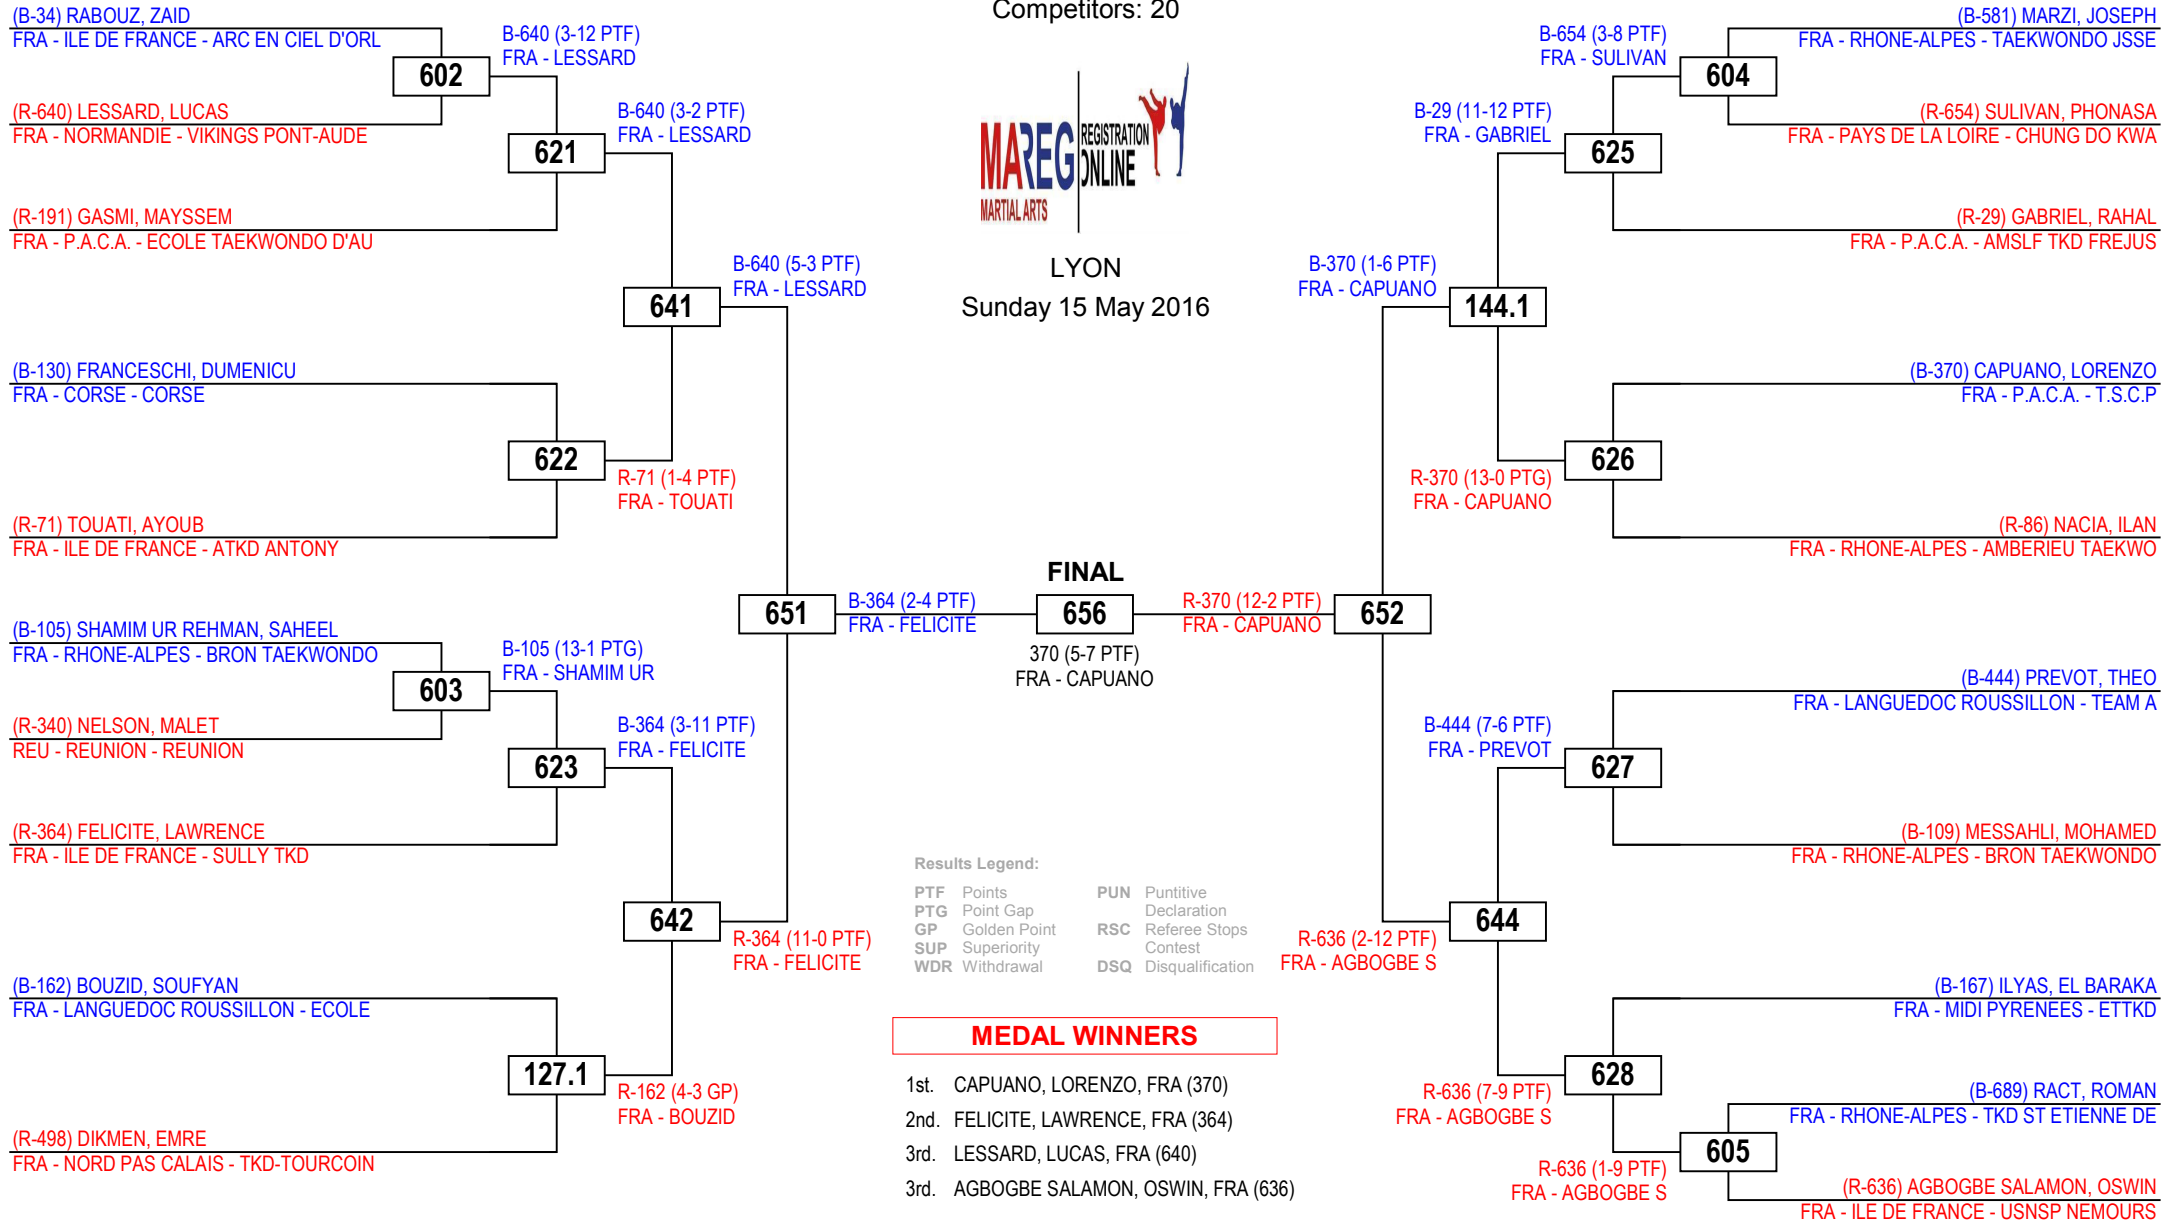 Competitors: 20
(B-34) RABOUZ, ZAID
FRA - ILE DE FRANCE - ARC EN CIEL D'ORL
602
B-640 (3-12 PTF)
FRA - LESSARD
(R-640) LESSARD, LUCAS
FRA - NORMANDIE - VIKINGS PONT-AUDE
621
B-640 (3-2 PTF)
FRA - LESSARD
(R-191) GASMI, MAYSSEM
FRA - P.A.C.A. - ECOLE TAEKWONDO D'AU
641
B-640 (5-3 PTF)
FRA - LESSARD
(B-130) FRANCESCHI, DUMENICU
FRA - CORSE - CORSE
622
R-71 (1-4 PTF)
FRA - TOUATI
(R-71) TOUATI, AYOUB
FRA - ILE DE FRANCE - ATKD ANTONY
651
B-364 (2-4 PTF)
FRA - FELICITE
(B-105) SHAMIM UR REHMAN, SAHEEL
FRA - RHONE-ALPES - BRON TAEKWONDO
603
B-105 (13-1 PTG)
FRA - SHAMIM UR
(R-340) NELSON, MALET
REU - REUNION - REUNION
623
B-364 (3-11 PTF)
FRA - FELICITE
(R-364) FELICITE, LAWRENCE
FRA - ILE DE FRANCE - SULLY TKD
642
R-364 (11-0 PTF)
FRA - FELICITE
(B-162) BOUZID, SOUFYAN
FRA - LANGUEDOC ROUSSILLON - ECOLE
127.1
R-162 (4-3 GP)
FRA - BOUZID
(R-498) DIKMEN, EMRE
FRA - NORD PAS CALAIS - TKD-TOURCOIN
MAREG
REGISTRATION
ONLINE
MARTIAL ARTS
LYON
Sunday 15 May 2016
FINAL
656
370 (5-7 PTF)
FRA - CAPUANO
Results Legend:
PTF Points
PTG Point Gap
GP Golden Point
SUP Superiority
WDR Withdrawal
PUN Puntitive
Declaration
RSC Referee Stops
Contest
DSQ Disqualification
MEDAL WINNERS
1st. CAPUANO, LORENZO, FRA (370)
2nd. FELICITE, LAWRENCE, FRA (364)
3rd. LESSARD, LUCAS, FRA (640)
3rd. AGBOGBE SALAMON, OSWIN, FRA (636)
(B-581) MARZI, JOSEPH
FRA - RHONE-ALPES - TAEKWONDO JSSE
B-654 (3-8 PTF)
FRA - SULIVAN
604
(R-654) SULIVAN, PHONASA
FRA - PAYS DE LA LOIRE - CHUNG DO KWA
B-29 (11-12 PTF)
FRA - GABRIEL
625
(R-29) GABRIEL, RAHAL
FRA - P.A.C.A. - AMSLF TKD FREJUS
B-370 (1-6 PTF)
FRA - CAPUANO
144.1
(B-370) CAPUANO, LORENZO
FRA - P.A.C.A. - T.S.C.P
626
R-370 (13-0 PTG)
FRA - CAPUANO
(R-86) NACIA, ILAN
FRA - RHONE-ALPES - AMBERIEU TAEKWO
R-370 (12-2 PTF)
FRA - CAPUANO
652
(B-444) PREVOT, THEO
FRA - LANGUEDOC ROUSSILLON - TEAM A
B-444 (7-6 PTF)
FRA - PREVOT
627
(B-109) MESSAHLI, MOHAMED
FRA - RHONE-ALPES - BRON TAEKWONDO
644
R-636 (2-12 PTF)
FRA - AGBOGBE S
(B-167) ILYAS, EL BARAKA
FRA - MIDI PYRENEES - ETTKD
628
R-636 (7-9 PTF)
FRA - AGBOGBE S
(B-689) RACT, ROMAN
FRA - RHONE-ALPES - TKD ST ETIENNE DE
605
R-636 (1-9 PTF)
FRA - AGBOGBE S
(R-636) AGBOGBE SALAMON, OSWIN
FRA - ILE DE FRANCE - USNSP NEMOURS